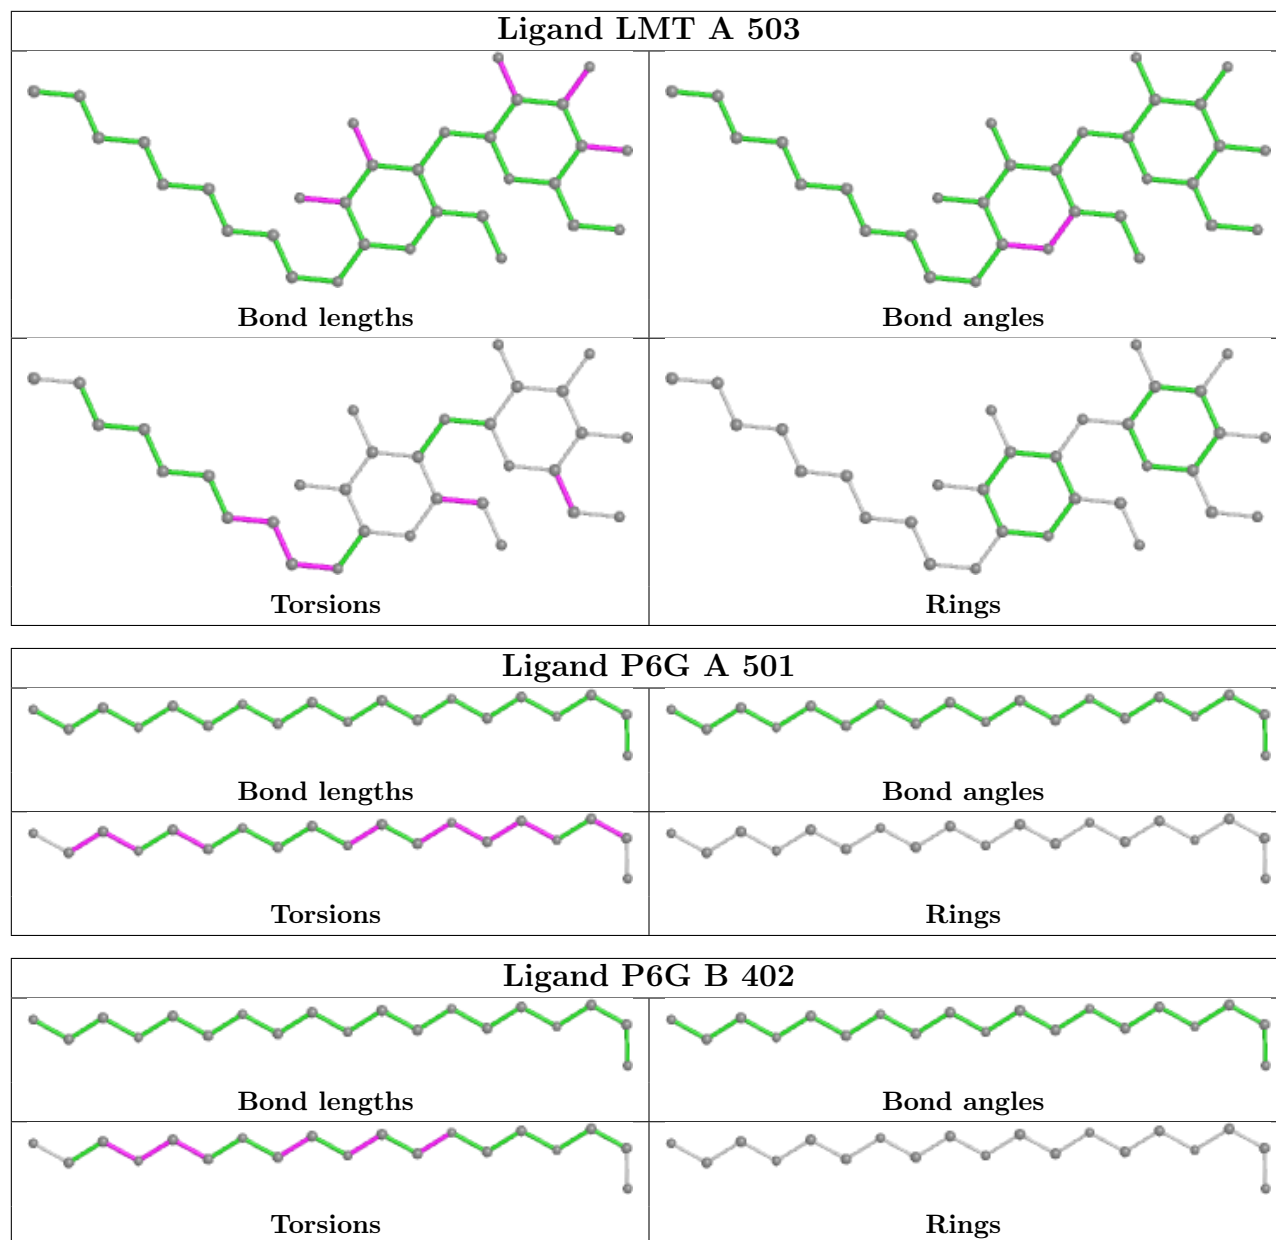 Ligand LMT A 503
Bond lengths
Bond angles
Torsions
Rings
Ligand P6G A 501
Bond lengths
Bond angles
Torsions
Rings
Ligand P6G B 402
Bond lengths
Bond angles
Torsions
Rings